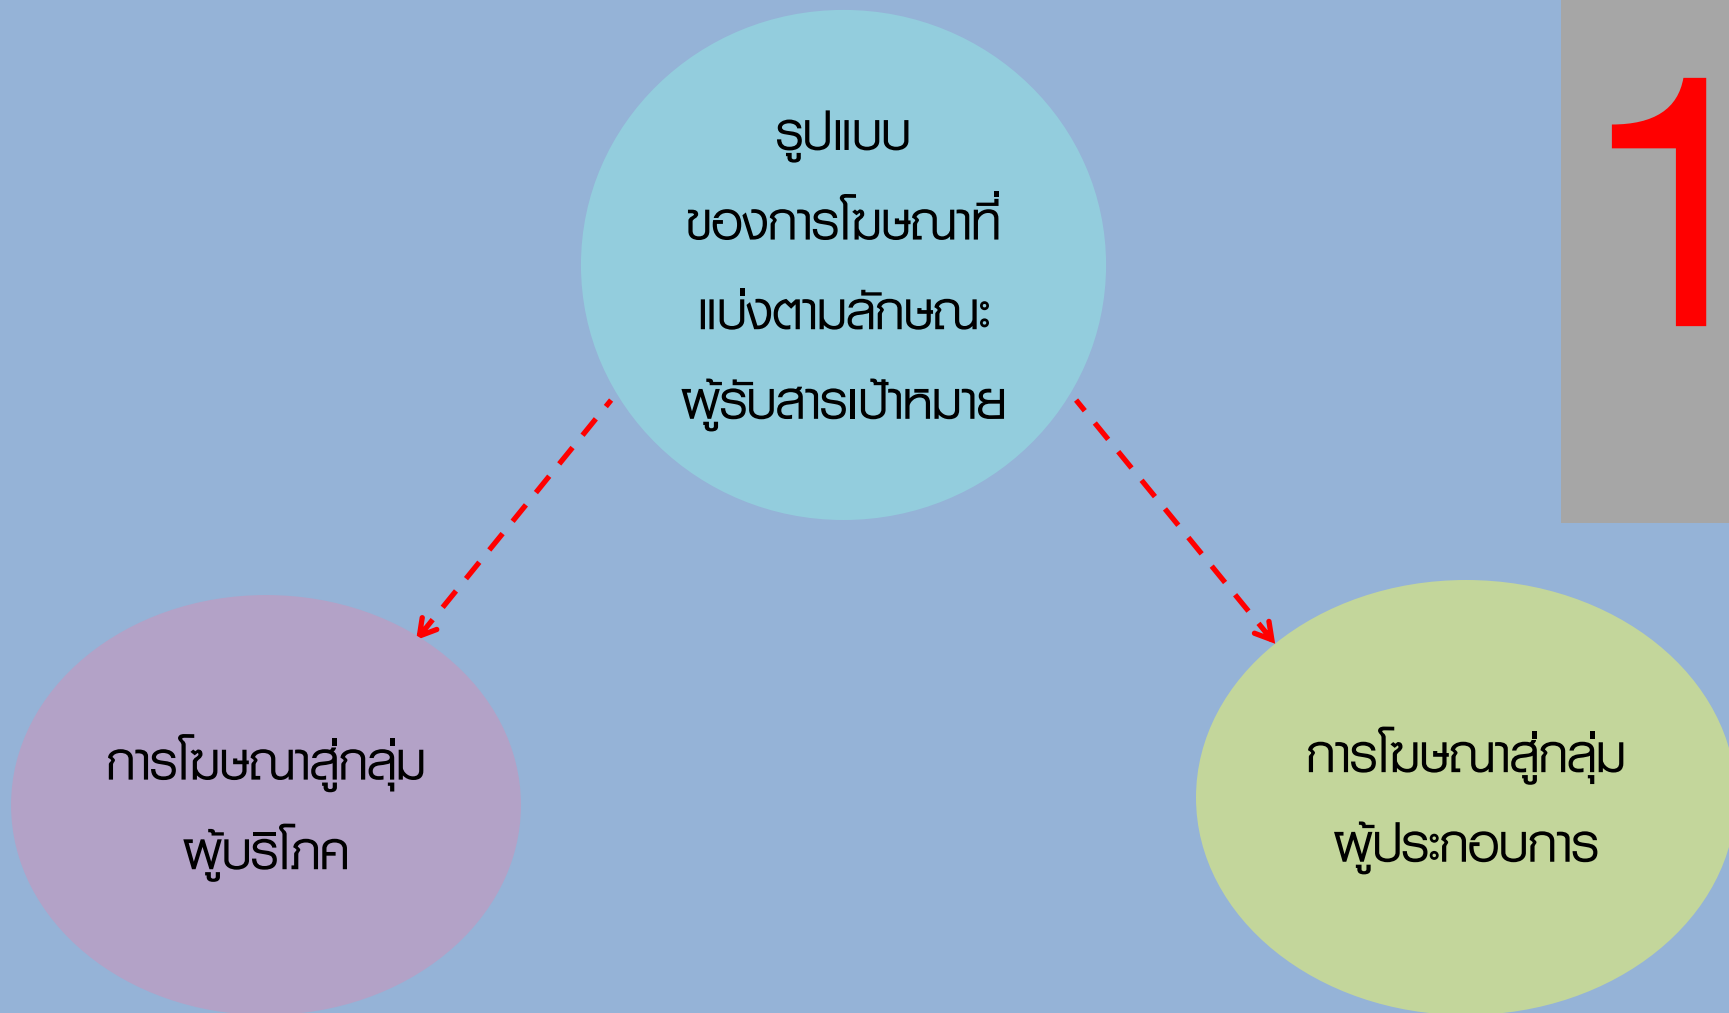 รูปแบบ
ของการโฆษณาที่
แบ่งตามลักษณะ
ผู้รับสารเป้าหมาย
1
การโฆษณาสู่กลุ่ม
ผู้บริโภค
การโฆษณาสู่กลุ่ม
ผู้ประกอบการ